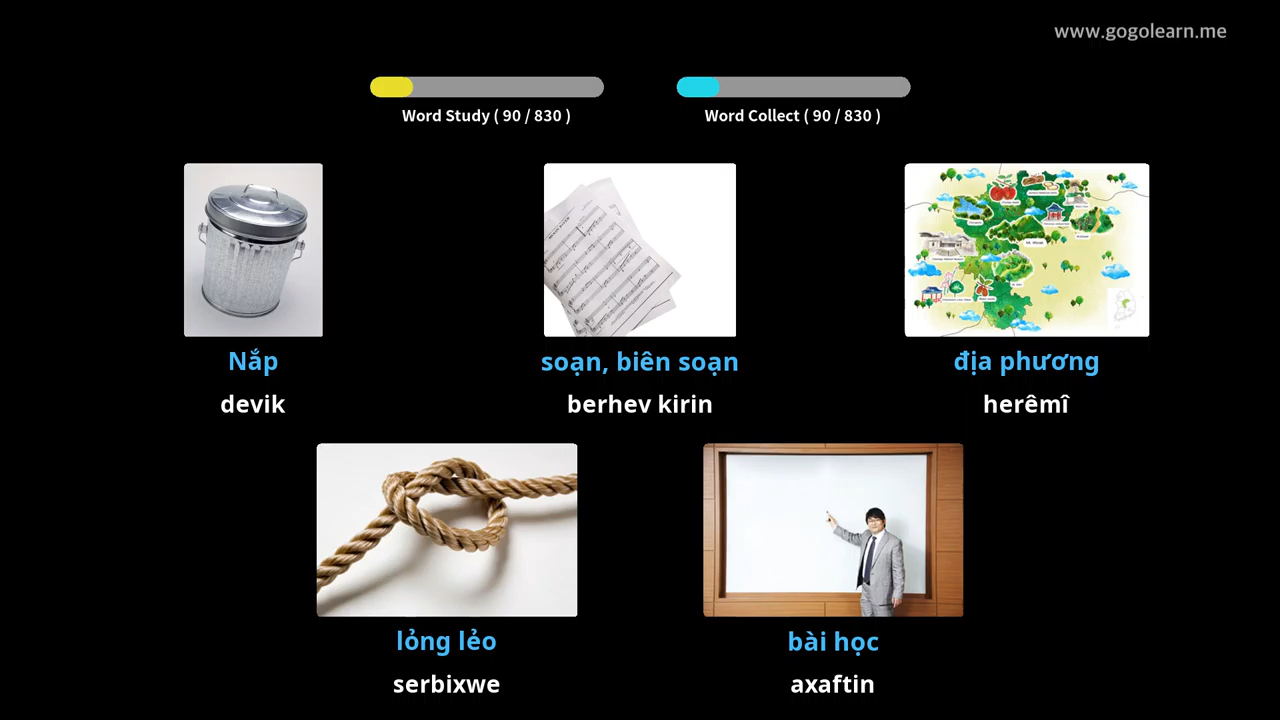 www.gogolearn.me
Word Study ( 90 / 830 )
Word Collect ( 90 / 830 )
Nắp
devik
soạn, biên soạn
berhev kirin
địa phương
herêmî
lỏng lẻo
serbixwe
bài học
axaftin